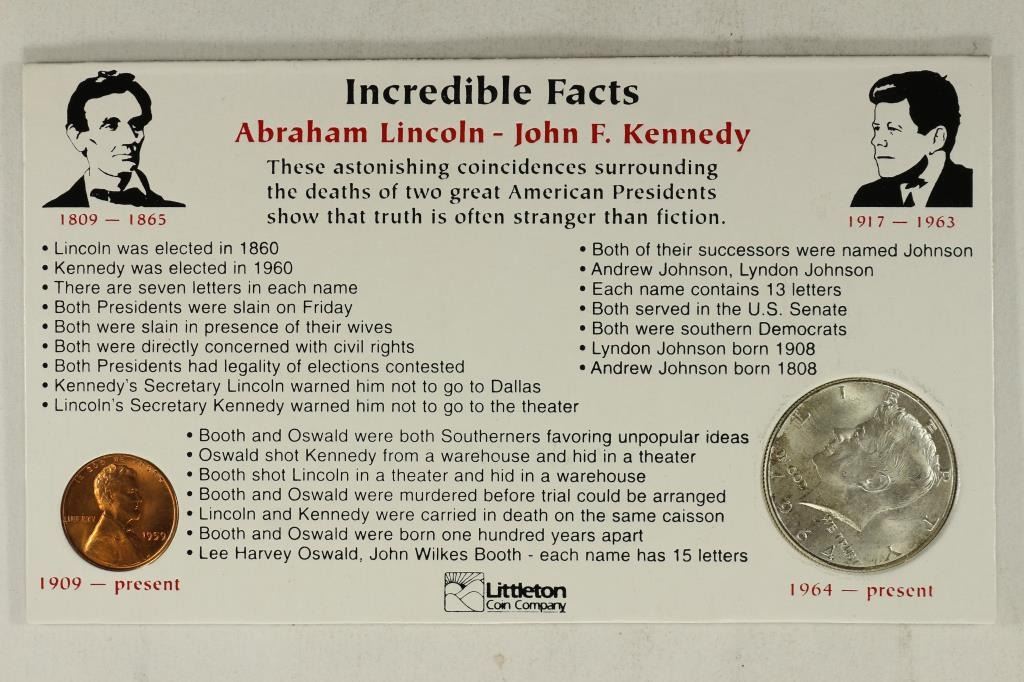 Incredible Facts
Abraham Lincoln - John F. Kennedy
These astonishing coincidences surrounding
the deaths of two great American Presidents
show that truth is often stranger than fiction.
1809 — 1865
1917 — 1963
• Lincoln was elected in 1860
• Kennedy was elected in 1960
• There are seven letters in each name
• Both Presidents were slain on Friday
• Both were slain in presence of their wives
• Both were directly concerned with civil rights
• Both Presidents had legality of elections contested
• Kennedy's Secretary Lincoln warned him not to go to Dallas
• Lincoln's Secretary Kennedy warned him not to go to the theater
• Both of their successors were named Johnson
• Andrew Johnson, Lyndon Johnson
• Each name contains 13 letters
• Both served in the U.S. Senate
• Both were southern Democrats
• Lyndon Johnson born 1908
• Andrew Johnson born 1808
• Booth and Oswald were both Southerners favoring unpopular ideas
• Oswald shot Kennedy from a warehouse and hid in a theater
• Booth shot Lincoln in a theater and hid in a warehouse
• Booth and Oswald were murdered before trial could be arranged
• Lincoln and Kennedy were carried in death on the same caisson
• Booth and Oswald were born one hundred years apart
• Lee Harvey Oswald, John Wilkes Booth - each name has 15 letters
LIBERTY
1959
1909 — present
LIBERTY
1964
1964 — present
Littleton
Coin Company